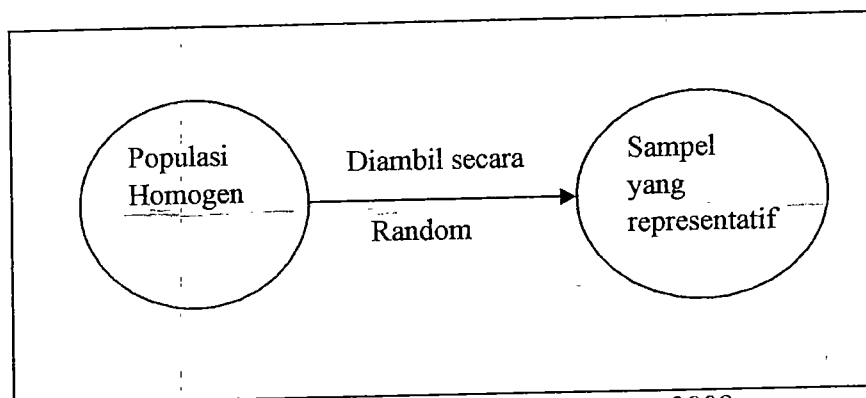 Populasi
Homogen
Diambil secara
Random
Sampel
yang
representatif